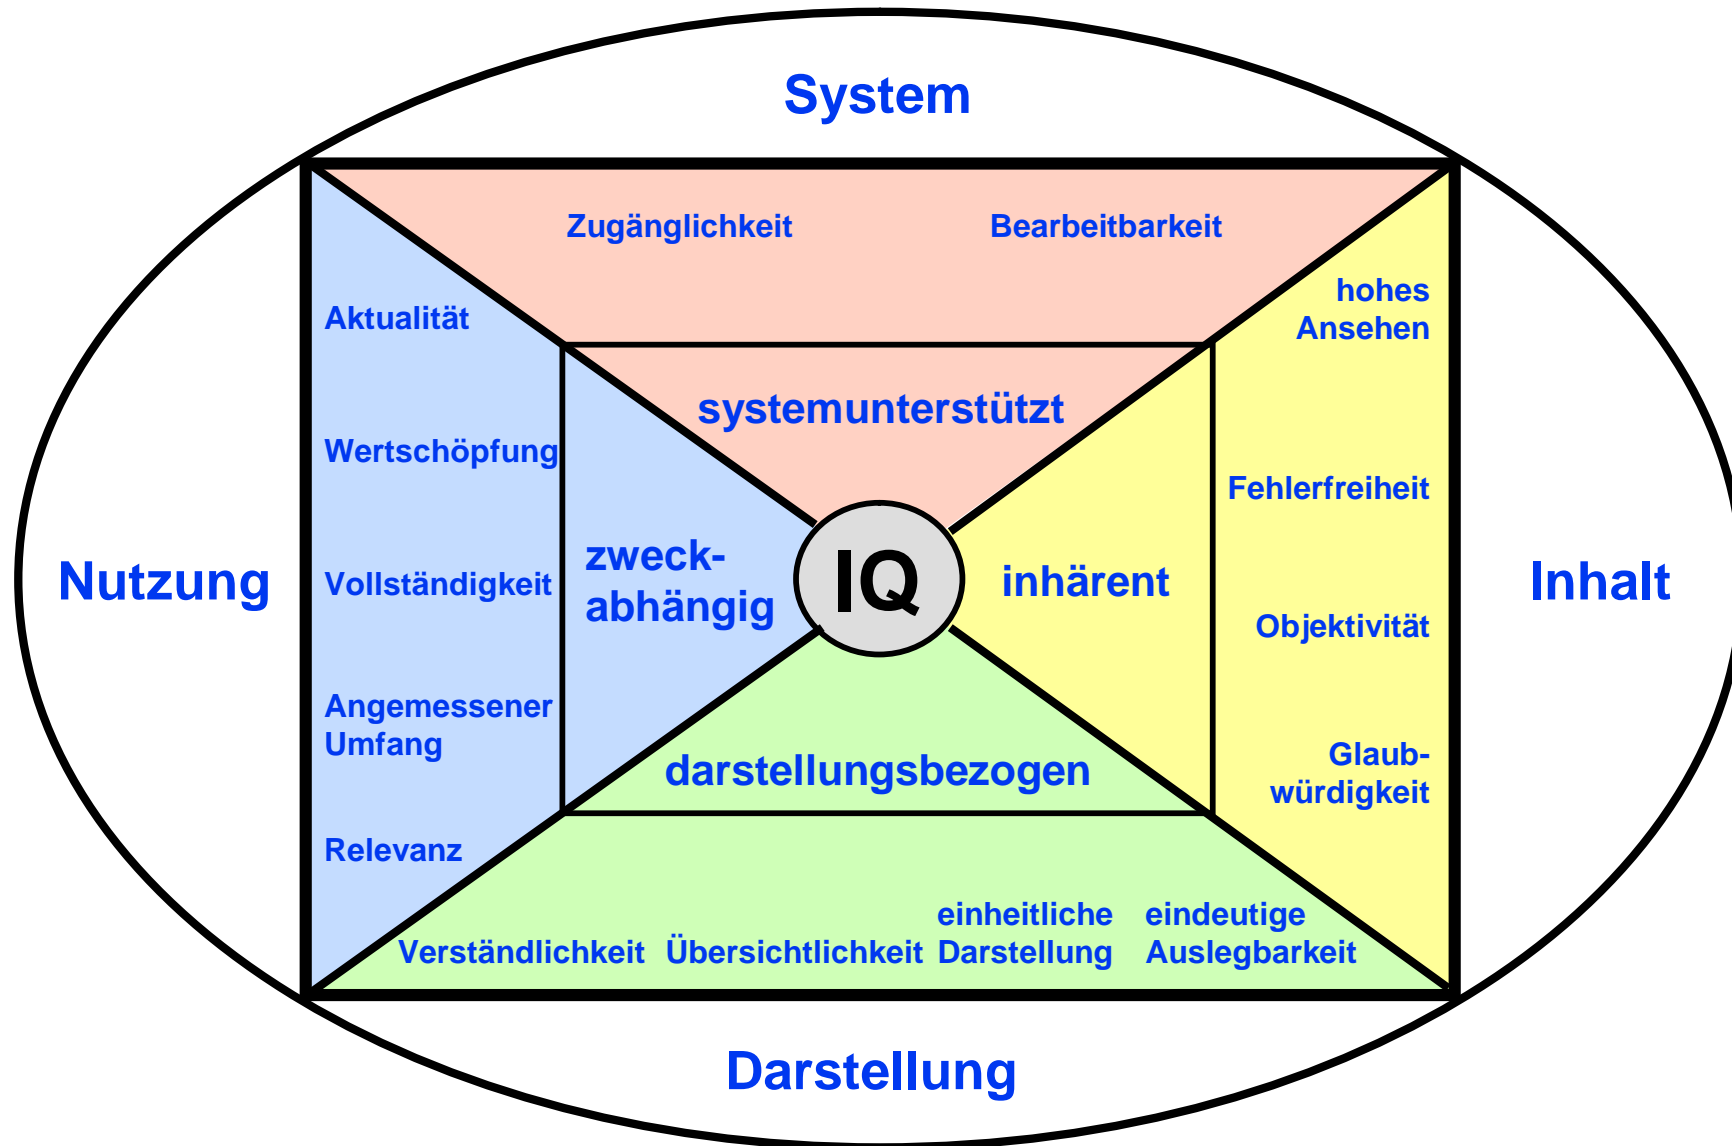 System
Zugänglichkeit
Bearbeitbarkeit
hohes
Ansehen
Aktualität
systemunterstützt
Wertschöpfung
Fehlerfreiheit
Nutzung
Vollständigkeit
zweck-
abhängig
IQ
inhärent
Inhalt
Objektivität
Angemessener
Umfang
darstellungsbezogen
Glaub-
würdigkeit
Relevanz
Verständlichkeit
Übersichtlichkeit
einheitliche
Darstellung
eindeutige
Auslegbarkeit
Darstellung